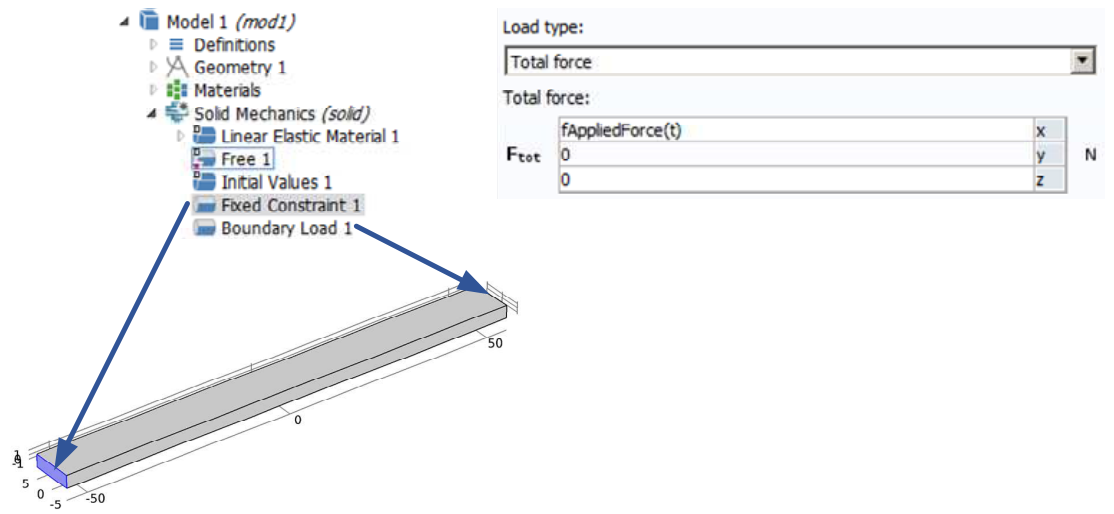 Model 1 (mod1)
Definitions
Geometry 1
Materials
Solid Mechanics (solid)
Linear Elastic Material 1
Free 1
Initial Values 1
Fixed Constraint 1
Boundary Load 1
Load type:
Total force
Total force:
fAppliedForce(t) x
Ftot 0 y N
0 z
50
0
-50
5
0
-5
1
-1